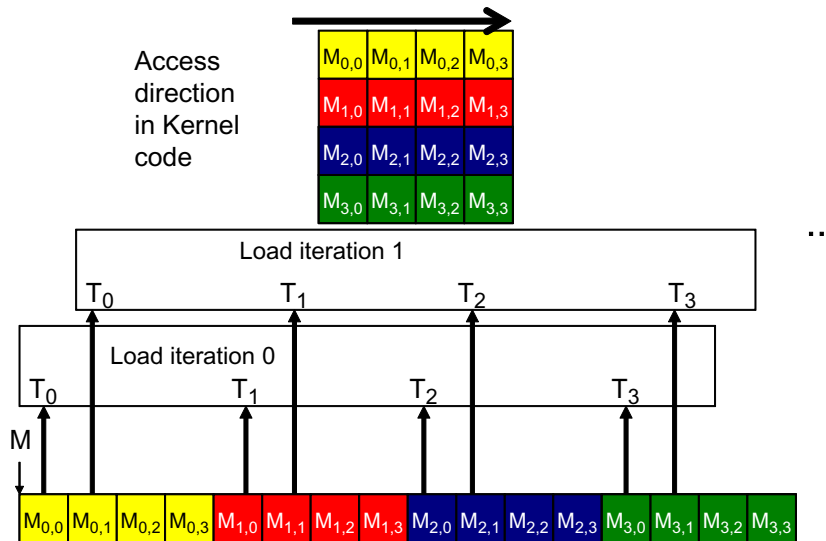 Access
direction
in Kernel
code
M0,0 M0,1 M0,2 M0,3
M1,0 M1,1 M1,2 M1,3
M2,0 M2,1 M2,2 M2,3
M3,0 M3,1 M3,2 M3,3
...
Load iteration 1
T0 T1 T2 T3
Load iteration 0
T0 T1 T2 T3
M
M0,0 M0,1 M0,2 M0,3 M1,0 M1,1 M1,2 M1,3 M2,0 M2,1 M2,2 M2,3 M3,0 M3,1 M3,2 M3,3